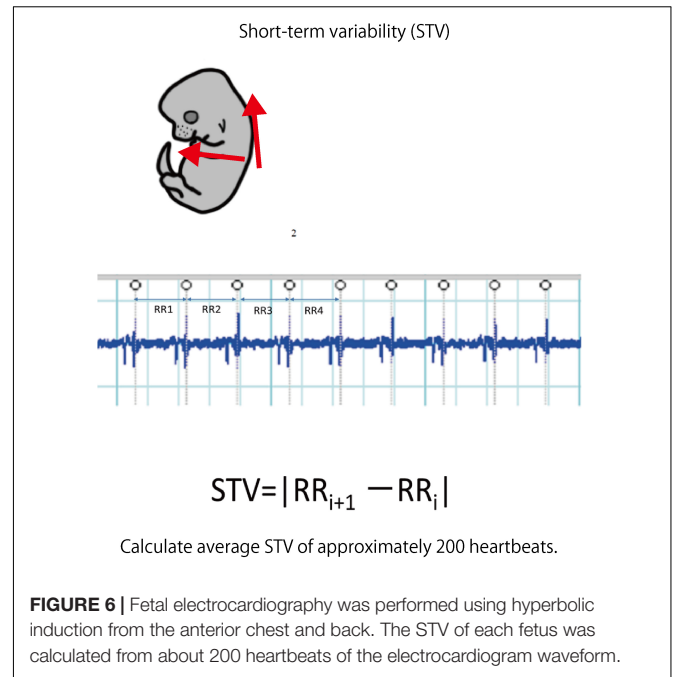 Short-term variability (STV)
2
RR1 RR2 RR3 RR4
STV=|RRi+1 −RRi|
Calculate average STV of approximately 200 heartbeats.
FIGURE 6 | Fetal electrocardiography was performed using hyperbolic
induction from the anterior chest and back. The STV of each fetus was
calculated from about 200 heartbeats of the electrocardiogram waveform.